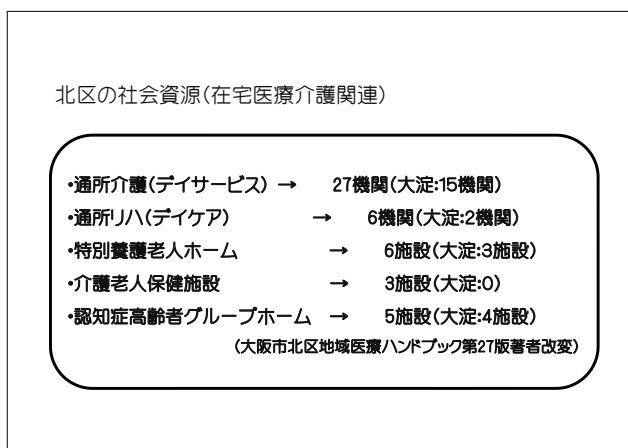 北区の社会資源(在宅医療介護関連)
・通所介護(デイサービス) → 27機関(大淀:15機関)
・通所リハ(デイケア) → 6機関(大淀:2機関)
・特別養護老人ホーム → 6施設(大淀:3施設)
・介護老人保健施設 → 3施設(大淀:0)
・認知症高齢者グループホーム → 5施設(大淀:4施設)
(大阪市北区地域医療ハンドブック第27版著者改変)